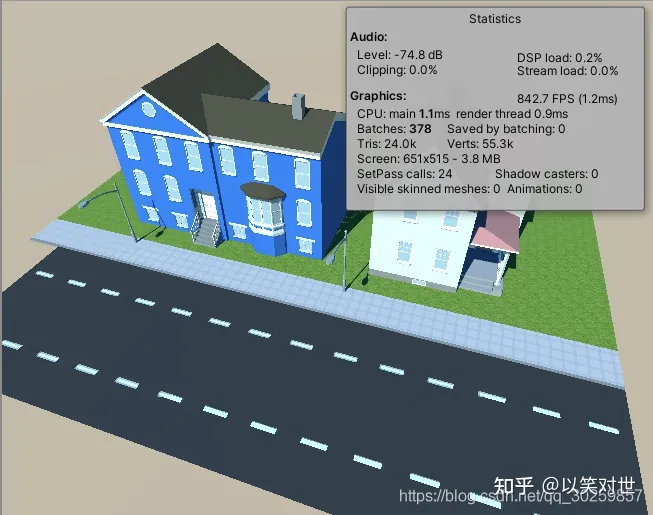 Statistics
Audio:
Level: -74.8 dB DSP load: 0.2%
Clipping: 0.0% Stream load: 0.0%
Graphics: 842.7 FPS (1.2ms)
CPU: main 1.1ms render thread 0.9ms
Batches: 378 Saved by batching: 0
Tris: 24.0k Verts: 55.3k
Screen: 651x515 - 3.8 MB
SetPass calls: 24 Shadow casters: 0
Visible skinned meshes: 0 Animations: 0
知乎 @以笑对世
https://blog.csdn.net/qq_30259857